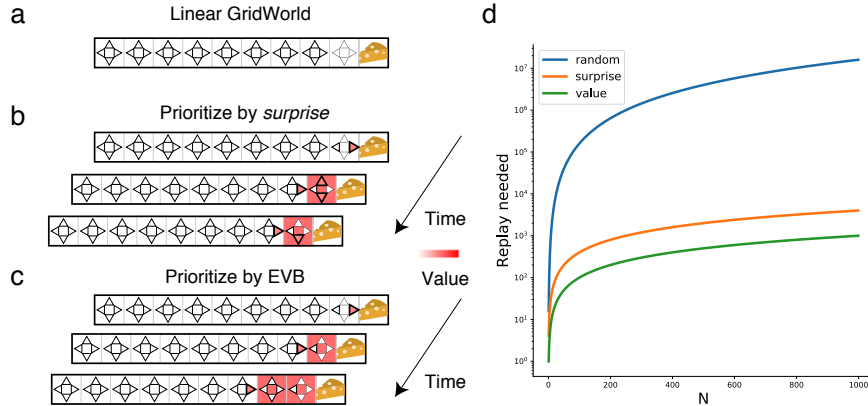 a
Linear GridWorld
b
Prioritize by surprise
Time
Value
c
Prioritize by EVB
Time
d
random
surprise
value
Replay needed
10⁷
10⁶
10⁵
10⁴
10³
10²
10¹
10⁰
0 200 400 600 800 1000
N